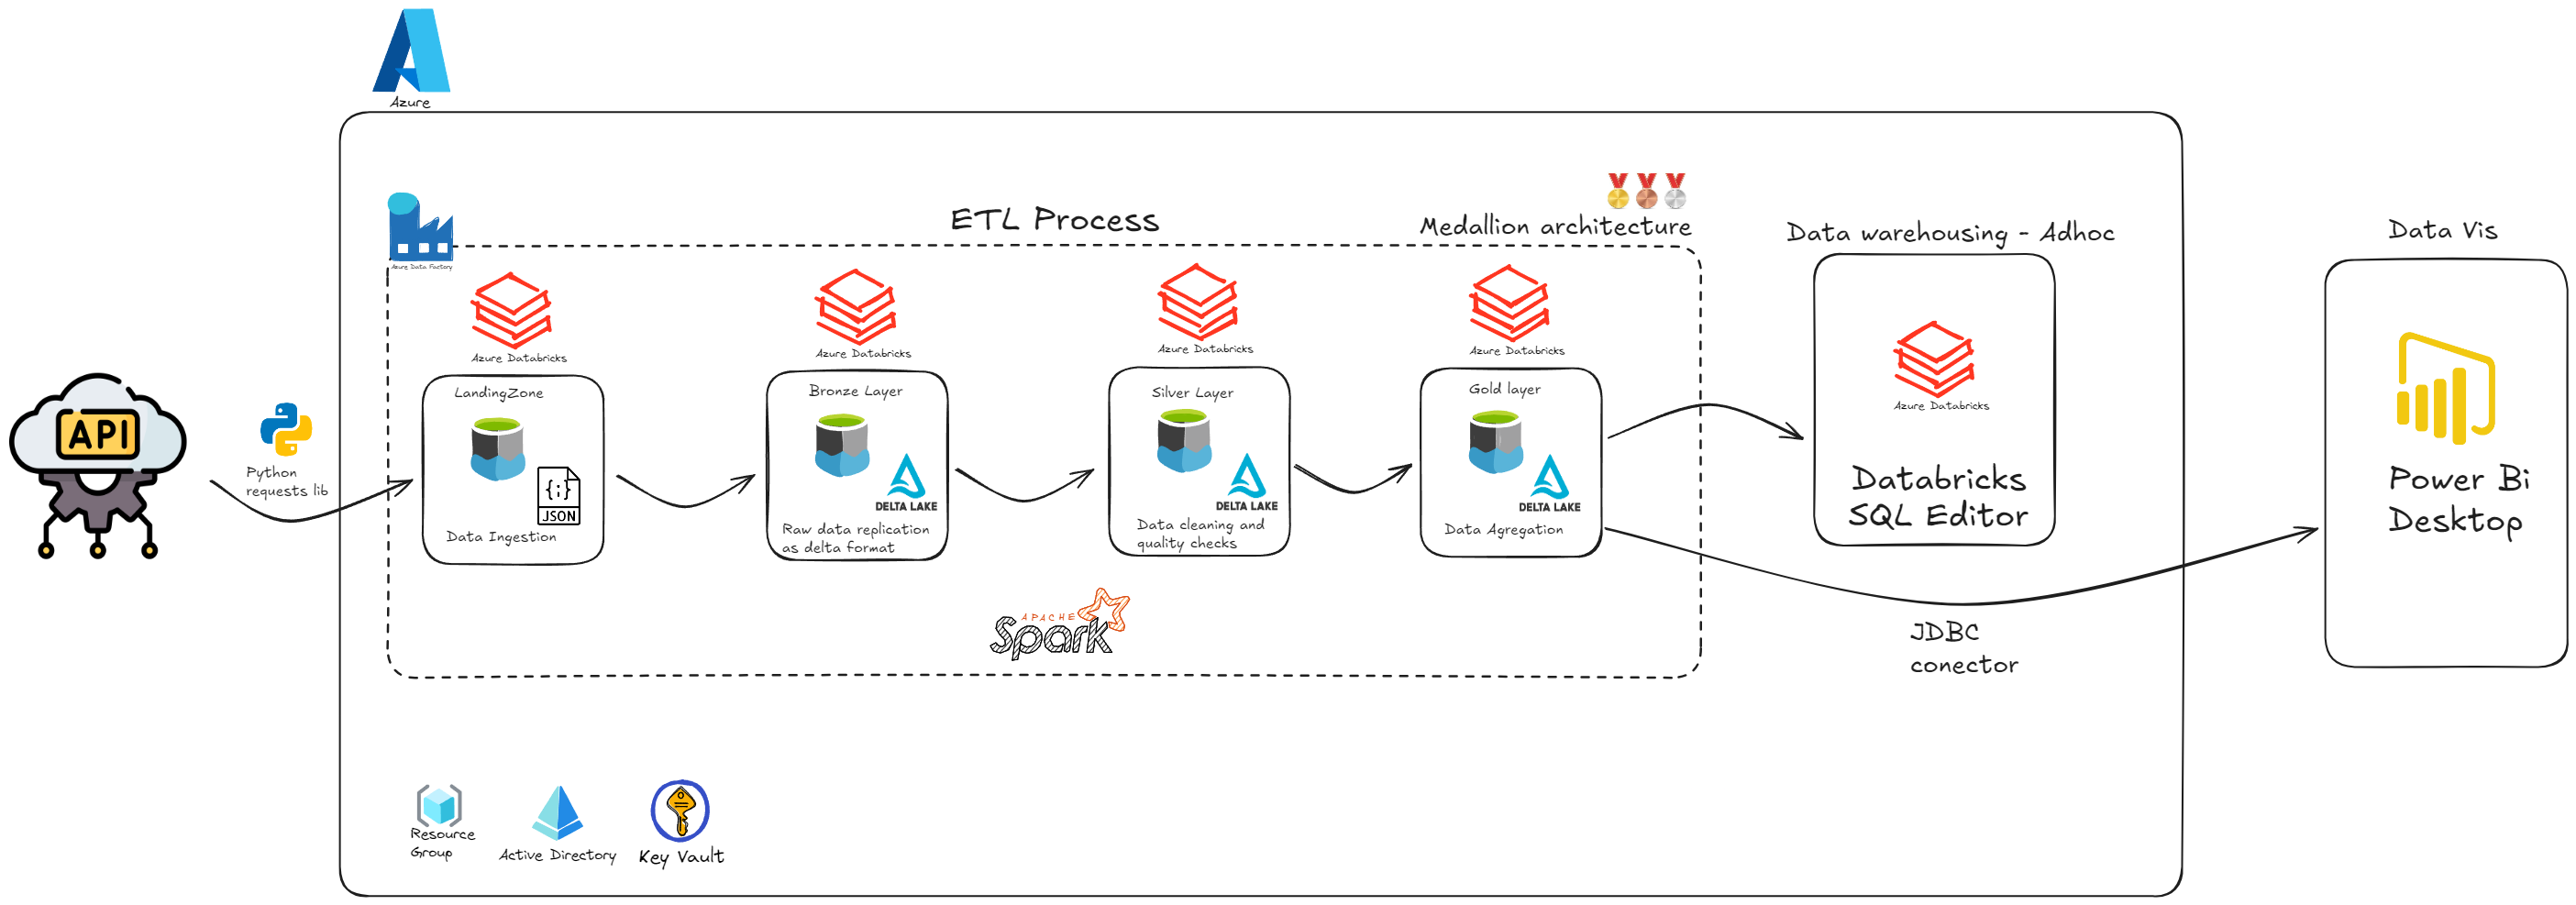 Azure
ETL Process
Medallion architecture
Data warehousing - Adhoc
Data Vis
Azure Data Factory
Azure Databricks
Azure Databricks
Azure Databricks
Azure Databricks
API
Python
requests lib
LandingZone
JSON
Data Ingestion
Bronze Layer
DELTA LAKE
Raw data replication
as delta format
Silver Layer
DELTA LAKE
Data cleaning and
quality checks
Gold layer
DELTA LAKE
Data Agregation
Azure Databricks
Databricks
SQL Editor
Power Bi
Desktop
APACHE
Spark
JDBC
conector
Resource
Group
Active Directory
Key Vault